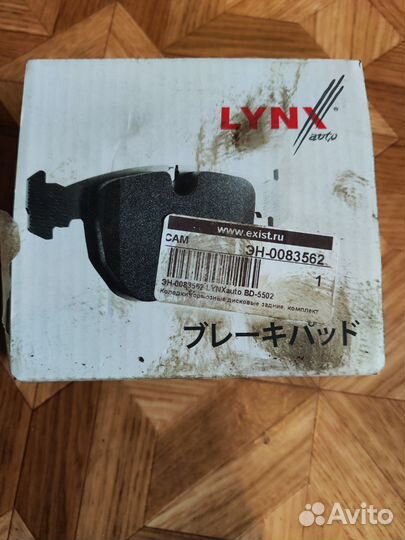 LYNX
auto
www.exist.ru
САМ
ЭН-0083562
1
ЭН-0083562 LYNXauto BD-5502
Колодки тормозные дисковые задние, комплект
ブレーキパッド
Avito